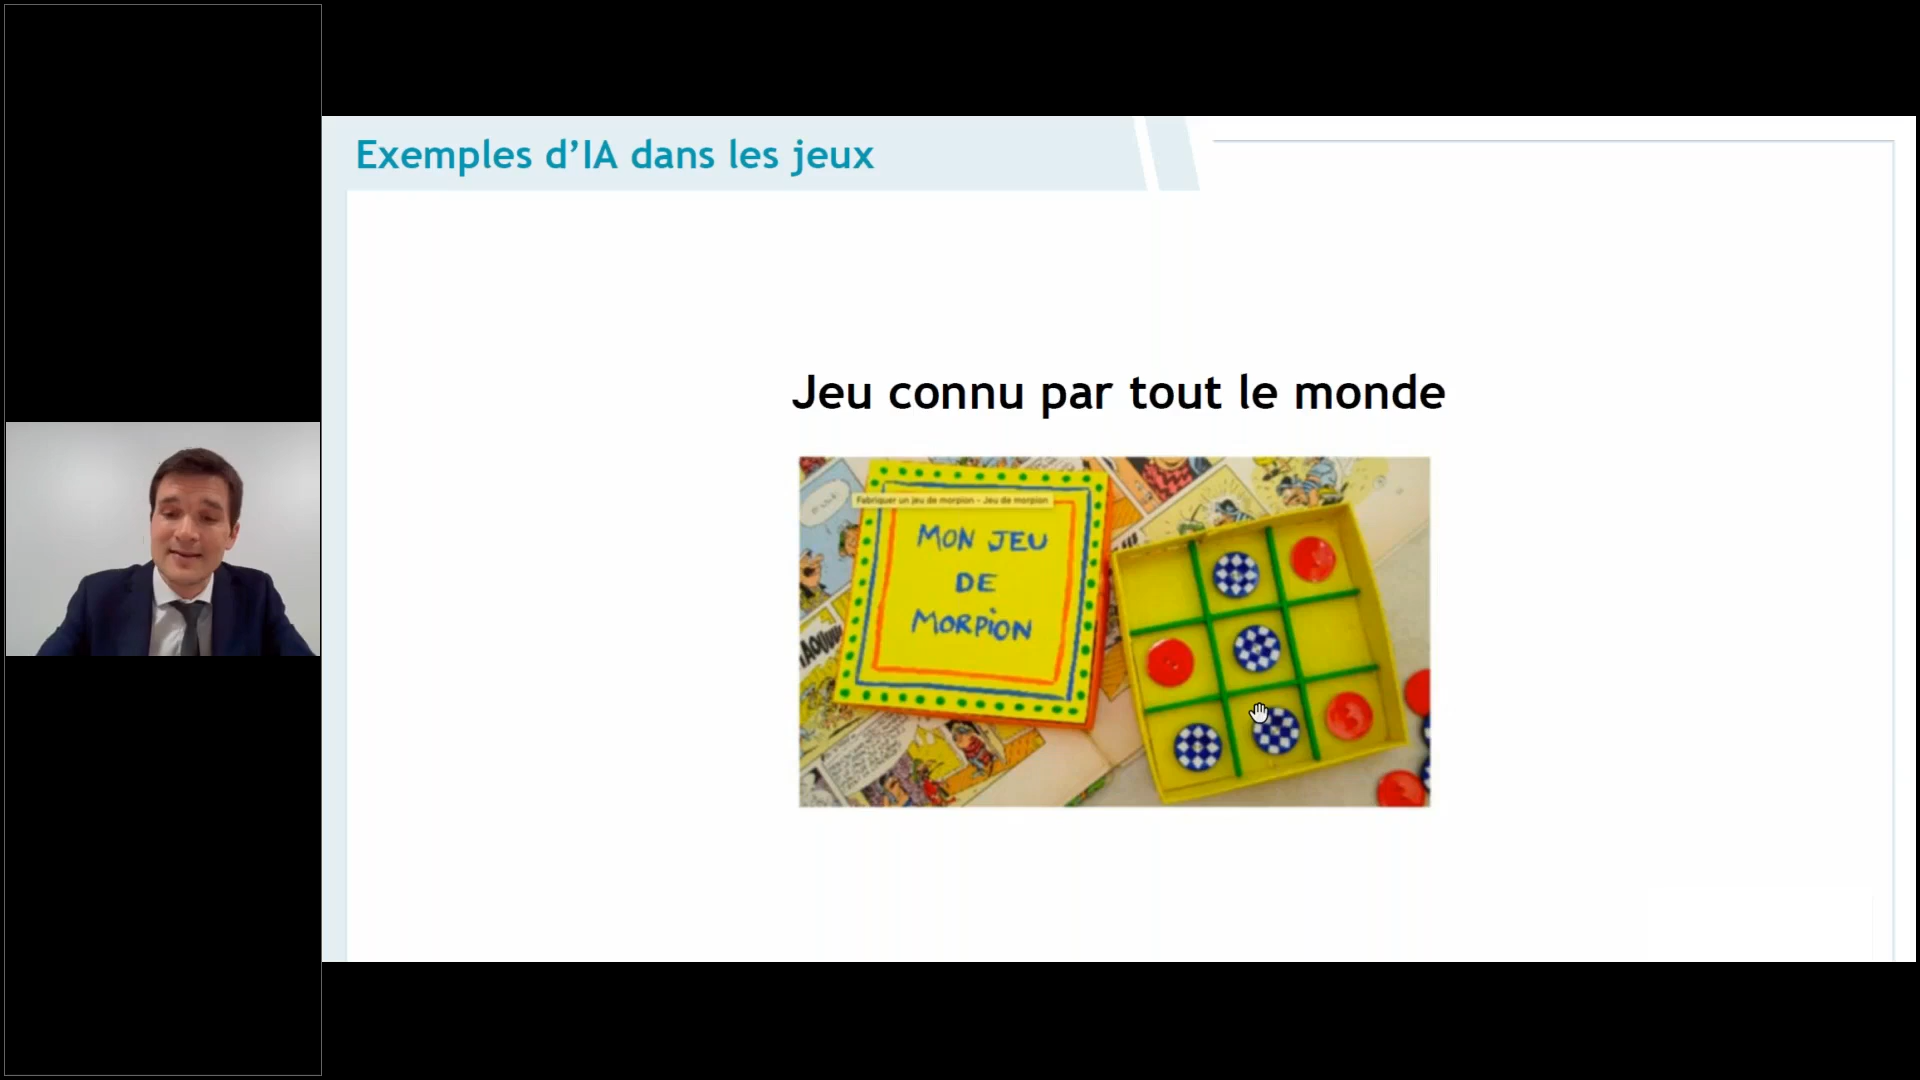 Exemples d’IA dans les jeux
Jeu connu par tout le monde
Fabriquer un jeu de morpion - Jeu de morpion
MON JEU
DE
MORPION